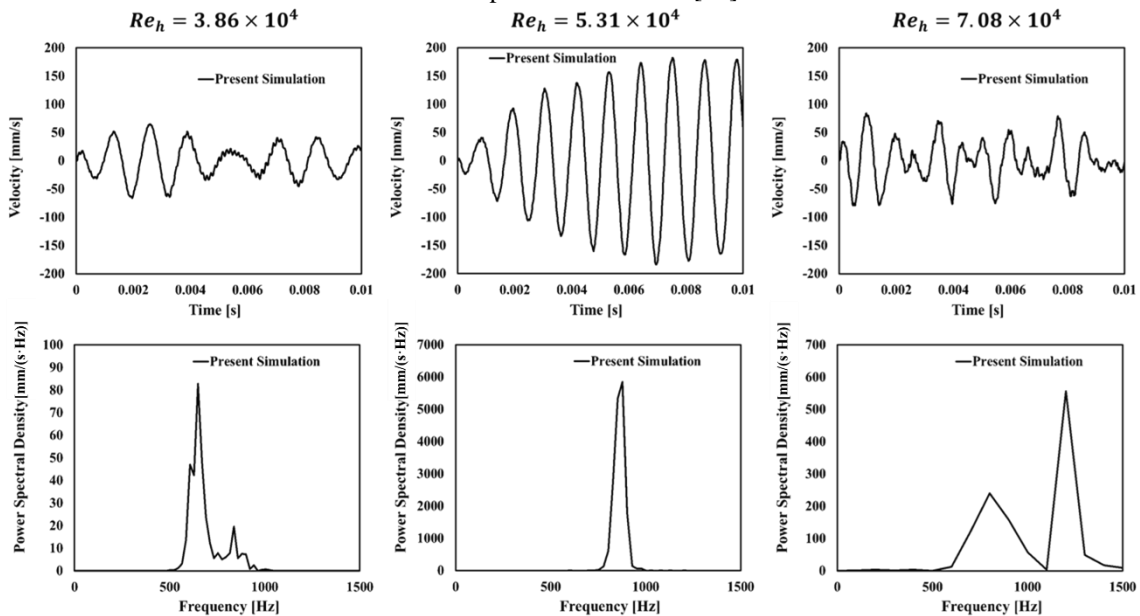 Re_h = 3.86 × 10^4
Re_h = 5.31 × 10^4
Re_h = 7.08 × 10^4
200
150
100
50
0
-50
-100
-150
-200
Velocity [mm/s]
Present Simulation
0 0.002 0.004 0.006 0.008 0.01
Time [s]
200
150
100
50
0
-50
-100
-150
-200
Velocity [mm/s]
Present Simulation
0 0.002 0.004 0.006 0.008 0.01
Time [s]
200
150
100
50
0
-50
-100
-150
-200
Velocity [mm/s]
Present Simulation
0 0.002 0.004 0.006 0.008 0.01
Time [s]
100
90
80
70
60
50
40
30
20
10
0
Power Spectral Density[mm/(s·Hz)]
Present Simulation
0 500 1000 1500
Frequency [Hz]
7000
6000
5000
4000
3000
2000
1000
0
Power Spectral Density[mm/(s·Hz)]
Present Simulation
0 500 1000 1500
Frequency [Hz]
700
600
500
400
300
200
100
0
Power Spectral Density[mm/(s·Hz)]
Present Simulation
0 500 1000 1500
Frequency [Hz]